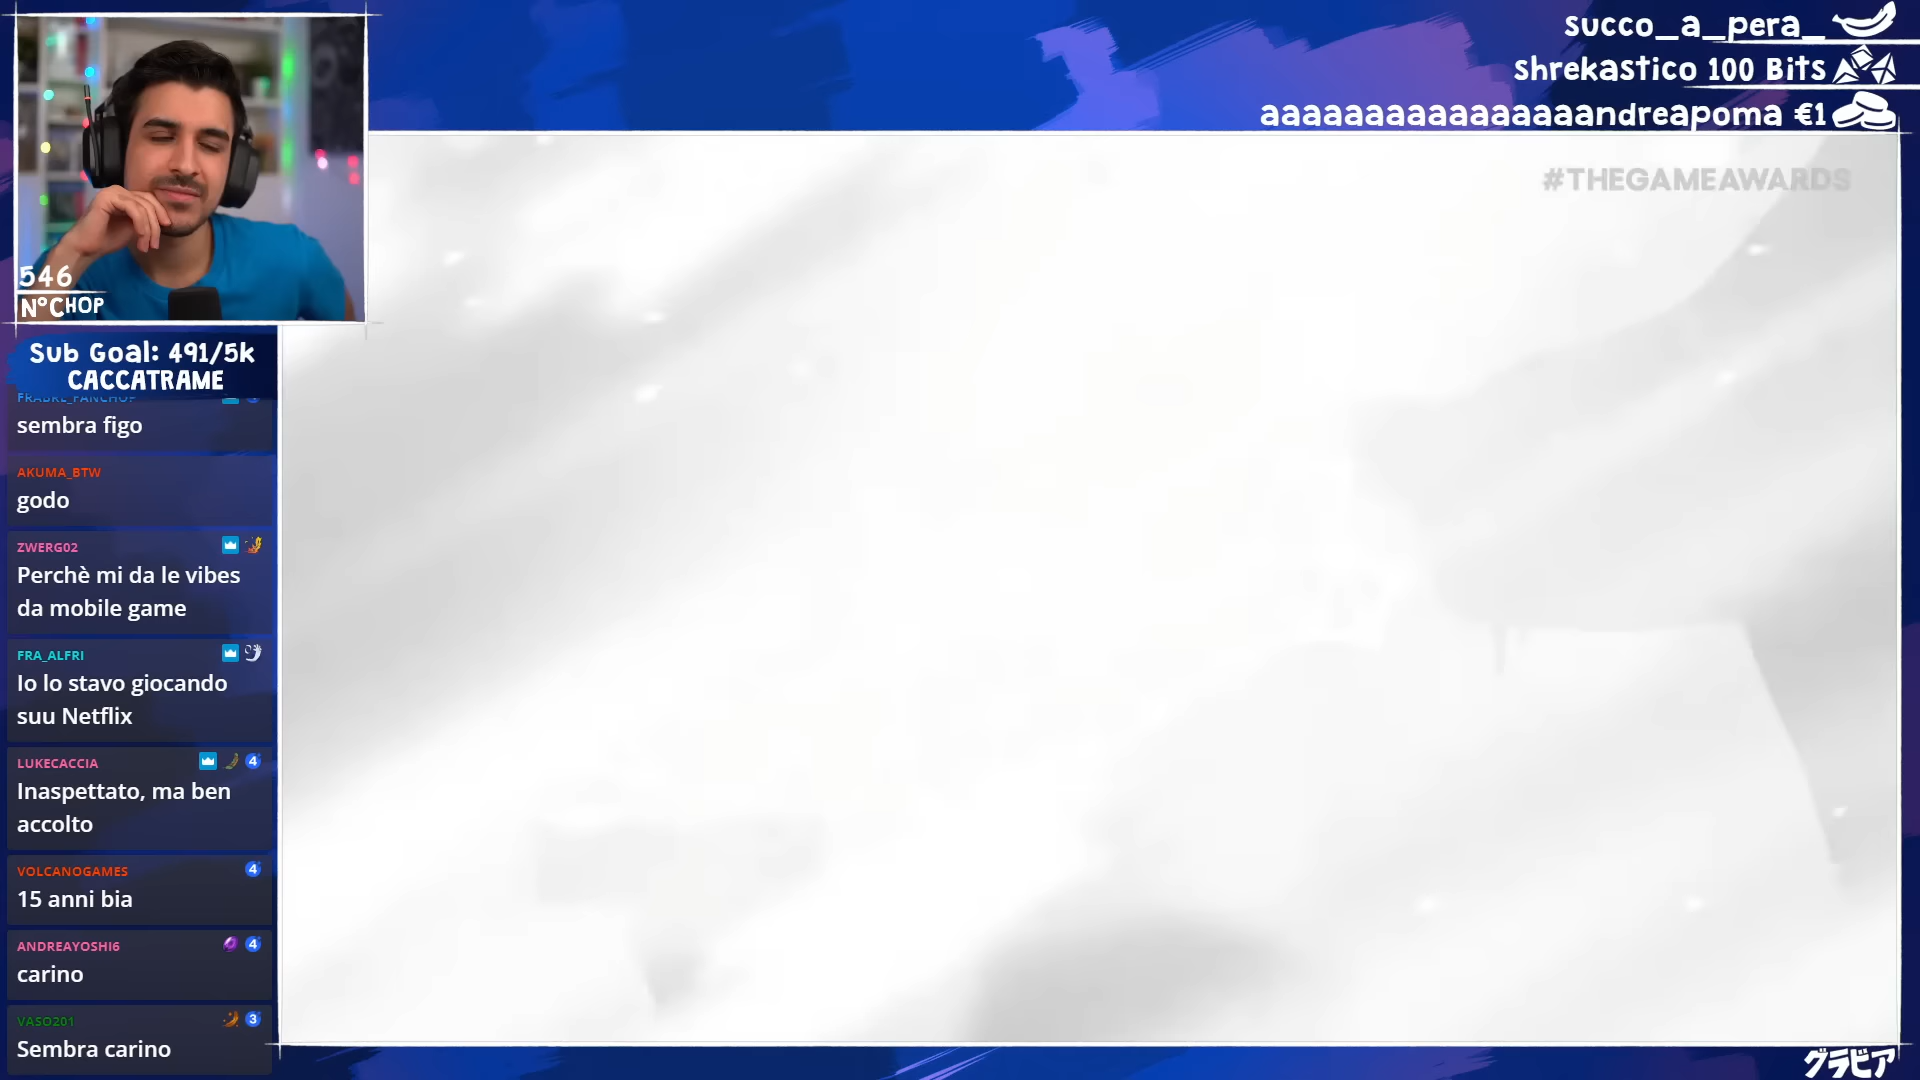 succo_a_pera_
shrekastico 100 Bits
aaaaaaaaaaaaaaaandreapoma €1
#THEGAMEAWARDS
546
N°CHOP
Sub Goal: 491/5k
CACCATRAME
sembra figo
AKUMA_BTW
godo
ZWERG02
Perchè mi da le vibes
da mobile game
FRA_ALFRI
Io lo stavo giocando
suu Netflix
LUKECACCIA
4
Inaspettato, ma ben
accolto
VOLCANOGAMES
4
15 anni bia
ANDREAYOSHI6
4
carino
VASO201
3
Sembra carino
グラビア